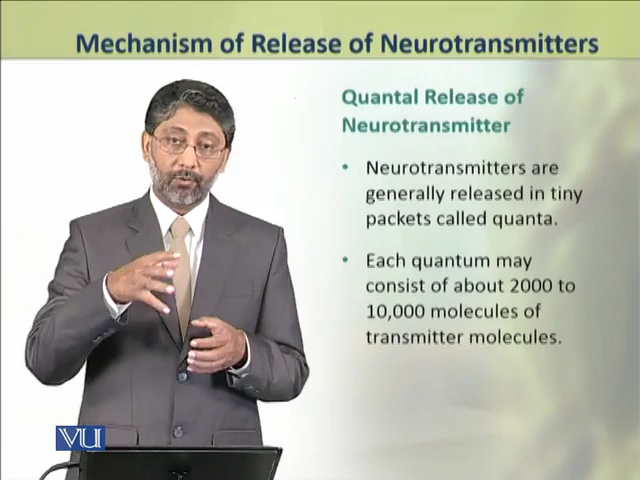 Mechanism of Release of Neurotransmitters
Quantal Release of
Neurotransmitter
• Neurotransmitters are
generally released in tiny
packets called quanta.
• Each quantum may
consist of about 2000 to
10,000 molecules of
transmitter molecules.
VU